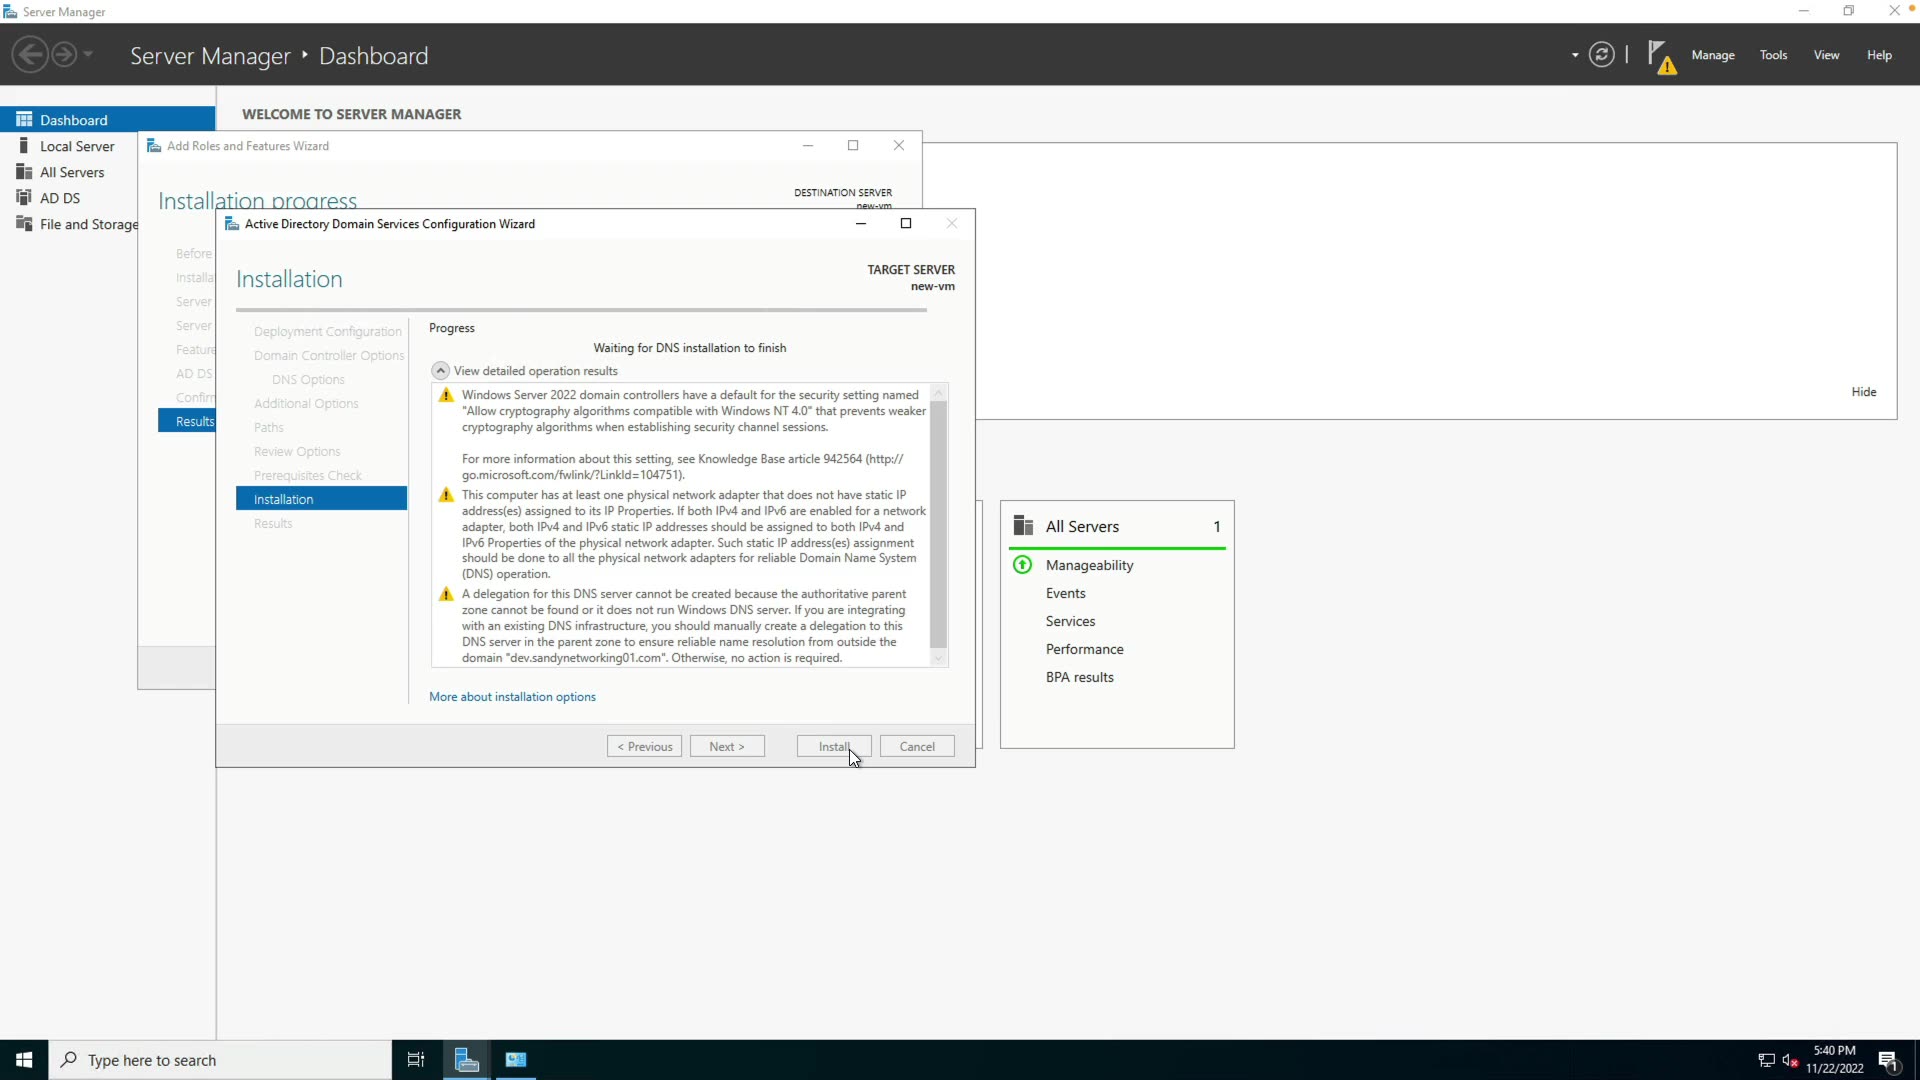 Server Manager
Server Manager ‣ Dashboard
Manage
Tools
View
Help
Dashboard
Local Server
All Servers
AD DS
File and Storage
WELCOME TO SERVER MANAGER
Add Roles and Features Wizard
Installation progress
DESTINATION SERVER
new-vm
Before
Installa
Server
Server
Feature
AD DS
Confirm
Results
Active Directory Domain Services Configuration Wizard
Installation
TARGET SERVER
new-vm
Deployment Configuration
Domain Controller Options
DNS Options
Additional Options
Paths
Review Options
Prerequisites Check
Installation
Results
Progress
Waiting for DNS installation to finish
View detailed operation results
Windows Server 2022 domain controllers have a default for the security setting named
"Allow cryptography algorithms compatible with Windows NT 4.0" that prevents weaker
cryptography algorithms when establishing security channel sessions.
For more information about this setting, see Knowledge Base article 942564 (http://
go.microsoft.com/fwlink/?LinkId=104751).
This computer has at least one physical network adapter that does not have static IP
address(es) assigned to its IP Properties. If both IPv4 and IPv6 are enabled for a network
adapter, both IPv4 and IPv6 static IP addresses should be assigned to both IPv4 and
IPv6 Properties of the physical network adapter. Such static IP address(es) assignment
should be done to all the physical network adapters for reliable Domain Name System
(DNS) operation.
A delegation for this DNS server cannot be created because the authoritative parent
zone cannot be found or it does not run Windows DNS server. If you are integrating
with an existing DNS infrastructure, you should manually create a delegation to this
DNS server in the parent zone to ensure reliable name resolution from outside the
domain "dev.sandynetworking01.com". Otherwise, no action is required.
More about installation options
< Previous
Next >
Install
Cancel
Hide
All Servers 1
Manageability
Events
Services
Performance
BPA results
Type here to search
5:40 PM
11/22/2022
1